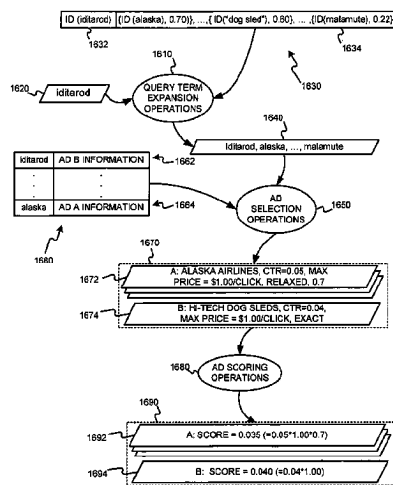 ID (iditarod) {ID (alaska), 0.70)}, ...,{ ID("dog sled"), 0.60}, ... ,{ID(malamute), 0.22}
1632
1634
1610
1630
1620
iditarod
QUERY TERM
EXPANSION
OPERATIONS
1640
Iditarod, alaska, ..., malamute
iditarod AD B INFORMATION
1662
alaska AD A INFORMATION
1664
AD
SELECTION
OPERATIONS
1650
1660
1670
1672
A: ALASKA AIRLINES, CTR=0.05, MAX
PRICE = $1.00/CLICK, RELAXED, 0.7
1674
B: HI-TECH DOG SLEDS, CTR=0.04,
MAX PRICE = $1.00/CLICK, EXACT
1680
AD SCORING
OPERATIONS
1690
1692
A: SCORE = 0.035 (=0.05*1.00*0.7)
1694
B: SCORE = 0.040 (=0.04*1.00)